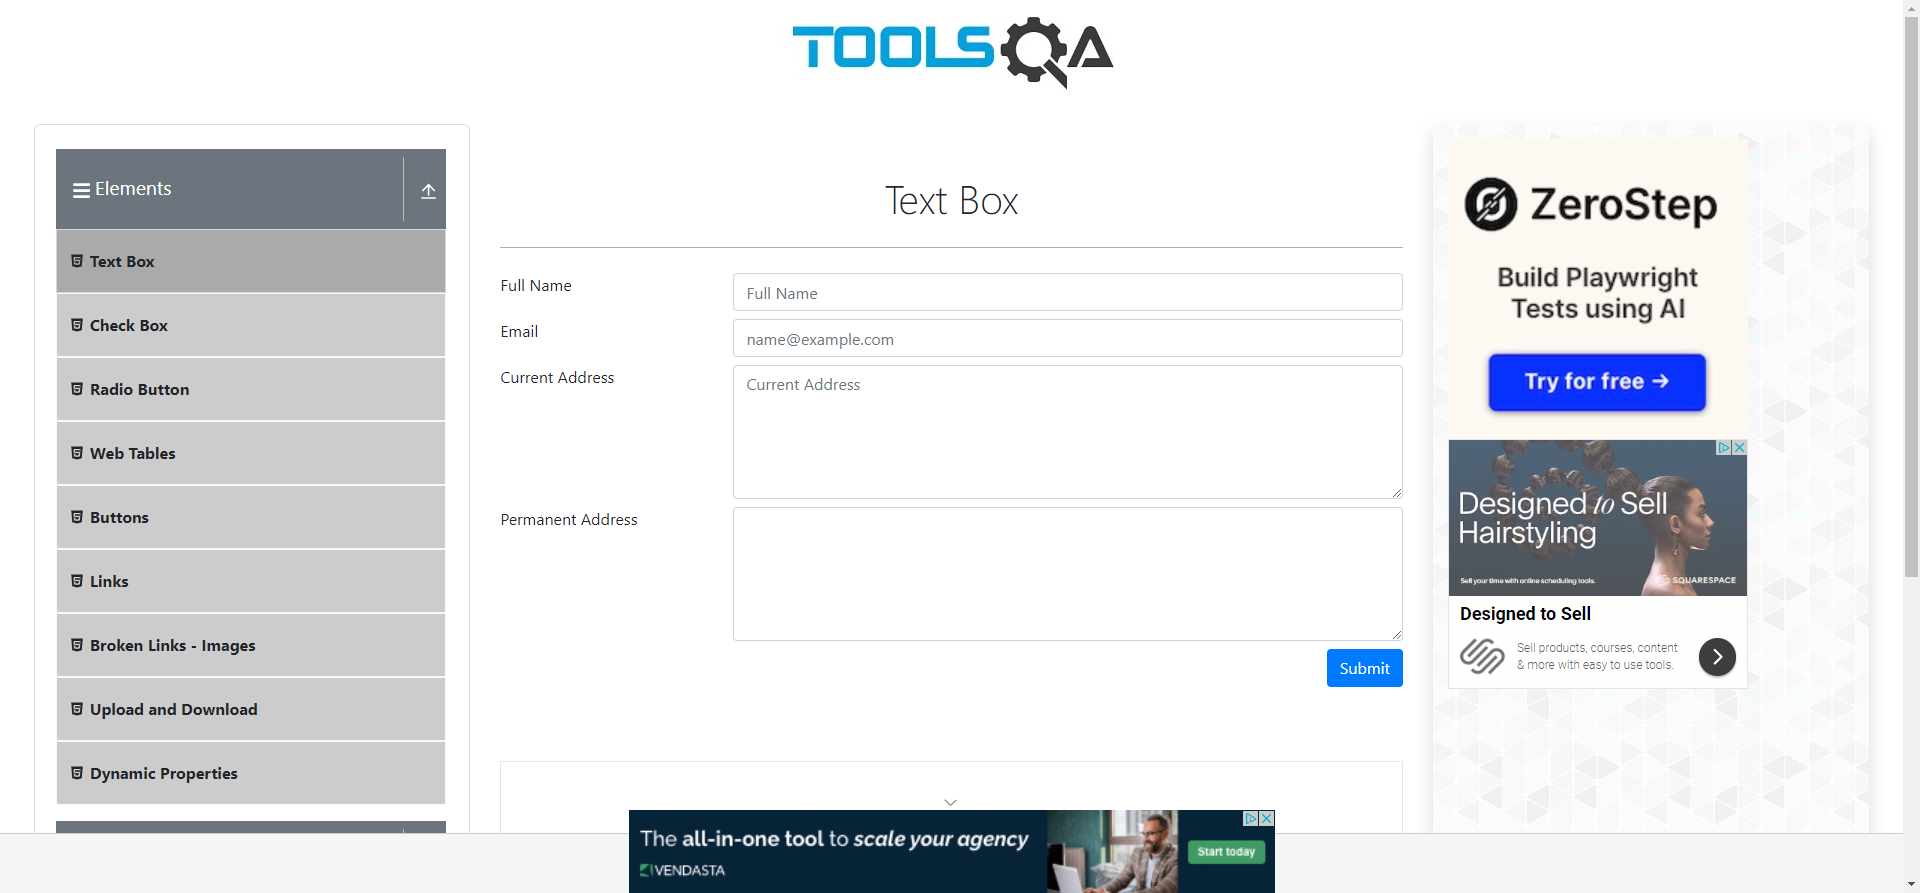 TOOLSQA
Elements
Text Box
Check Box
Radio Button
Web Tables
Buttons
Links
Broken Links - Images
Upload and Download
Dynamic Properties
Text Box
Full Name
Full Name
Email
name@example.com
Current Address
Current Address
Permanent Address
Submit
ZeroStep
Build Playwright
Tests using AI
Try for free →
Designed to Sell
Hairstyling
Sell your time with online scheduling tools.
SQUARESPACE
Designed to Sell
Sell products, courses, content
& more with easy to use tools.
The all-in-one tool to scale your agency
VENDASTA
Start today